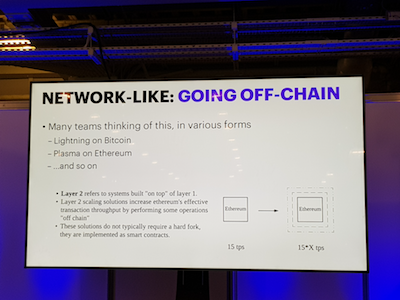 NETWORK-LIKE: GOING OFF-CHAIN
• Many teams thinking of this, in various forms
– Lightning on Bitcoin
– Plasma on Ethereum
– ...and so on
• Layer 2 refers to systems built "on top" of layer 1.
• Layer 2 scaling solutions increase ethereum's effective
transaction throughput by performing some operations
"off chain"
• These solutions do not typically require a hard fork,
they are implemented as smart contracts.
Ethereum
Ethereum
15 tps
15*X tps